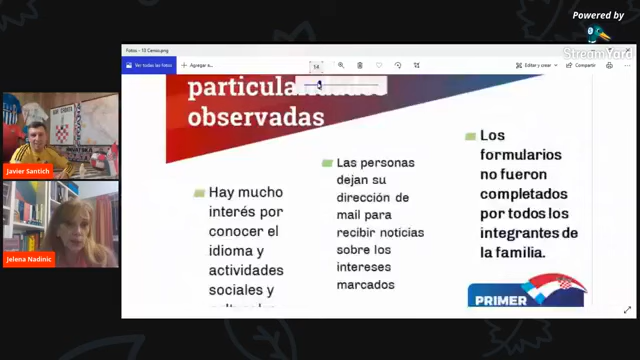 Powered by
StreamYard
Fotos - 13 Censo.png
Ver todas las fotos
Agregar a...
54
Editar y crear
Compartir
observadas
Hay mucho
interés por
conocer el
idioma y
actividades
sociales y
Las personas
dejan su
dirección de
mail para
recibir noticias
sobre los
intereses
marcados
Los
formularios
no fueron
completados
por todos los
integrantes de
la familia.
PRIMER
Javier Santich
Jelena Nadinic